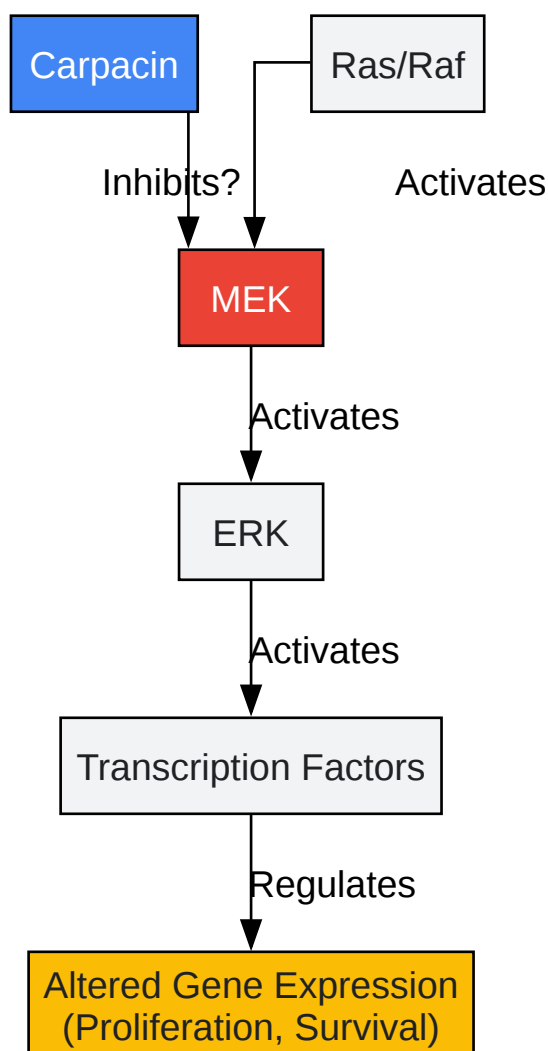 Carpacin
Ras/Raf
Inhibits?
Activates
MEK
Activates
ERK
Activates
Transcription Factors
Regulates
Altered Gene Expression
(Proliferation, Survival)